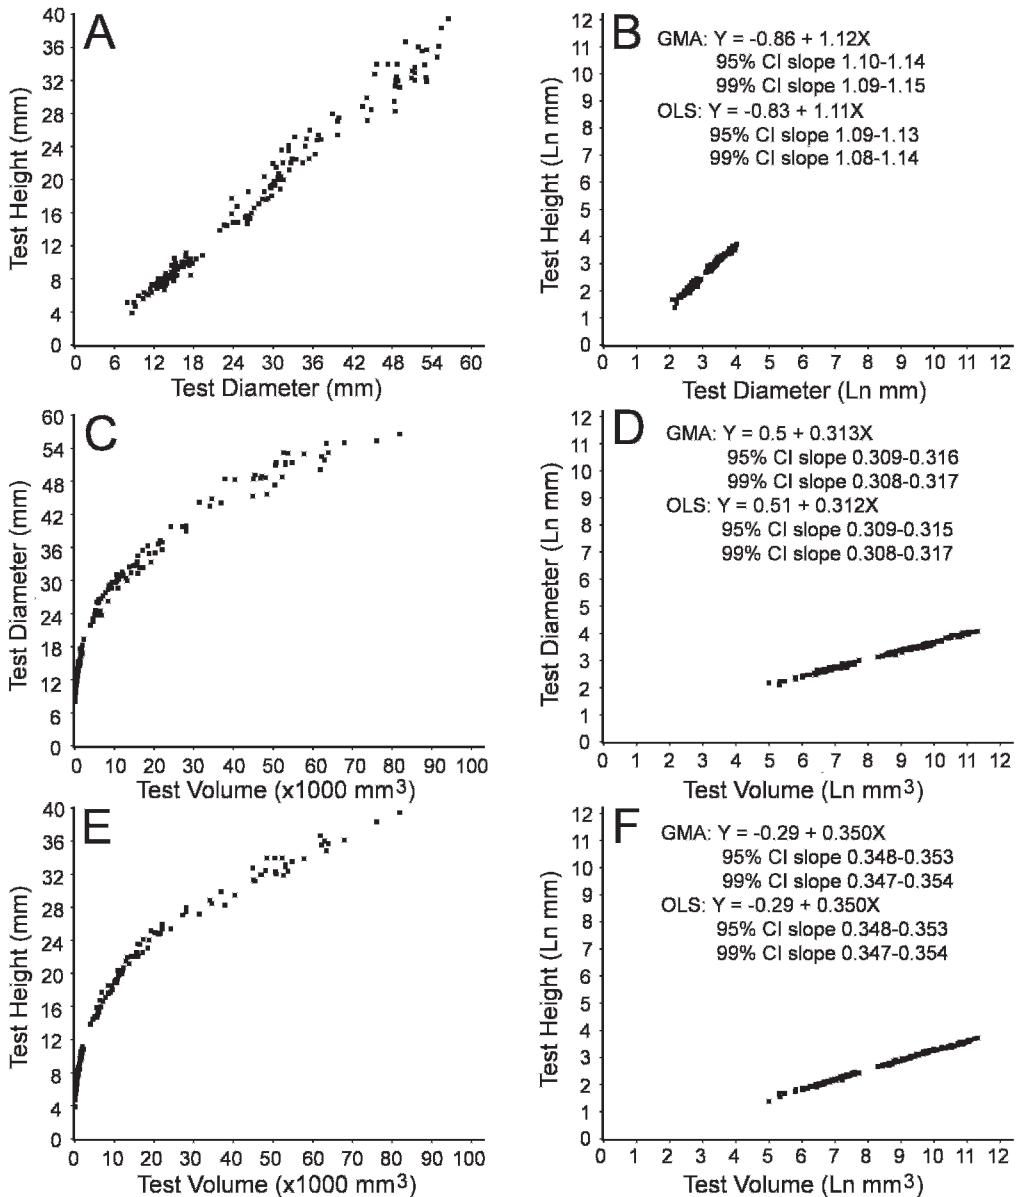 A
40
36
32
28
24
20
16
12
8
4
0
Test Height (mm)
0 6 12 18 24 30 36 42 48 54 60
Test Diameter (mm)
B
GMA: Y = -0.86 + 1.12X
95% CI slope 1.10-1.14
99% CI slope 1.09-1.15
OLS: Y = -0.83 + 1.11X
95% CI slope 1.09-1.13
99% CI slope 1.08-1.14
12
11
10
9
8
7
6
5
4
3
2
1
0
Test Height (Ln mm)
0 1 2 3 4 5 6 7 8 9 10 11 12
Test Diameter (Ln mm)
C
60
54
48
42
36
30
24
18
12
6
0
Test Diameter (mm)
0 10 20 30 40 50 60 70 80 90 100
Test Volume (x1000 mm3)
D
GMA: Y = 0.5 + 0.313X
95% CI slope 0.309-0.316
99% CI slope 0.308-0.317
OLS: Y = 0.51 + 0.312X
95% CI slope 0.309-0.315
99% CI slope 0.308-0.317
12
11
10
9
8
7
6
5
4
3
2
1
0
Test Diameter (Ln mm)
0 1 2 3 4 5 6 7 8 9 10 11 12
Test Volume (Ln mm3)
E
40
36
32
28
24
20
16
12
8
4
0
Test Height (mm)
0 10 20 30 40 50 60 70 80 90 100
Test Volume (x1000 mm3)
F
GMA: Y = -0.29 + 0.350X
95% CI slope 0.348-0.353
99% CI slope 0.347-0.354
OLS: Y = -0.29 + 0.350X
95% CI slope 0.348-0.353
99% CI slope 0.347-0.354
12
11
10
9
8
7
6
5
4
3
2
1
0
Test Height (Ln mm)
0 1 2 3 4 5 6 7 8 9 10 11 12
Test Volume (Ln mm3)